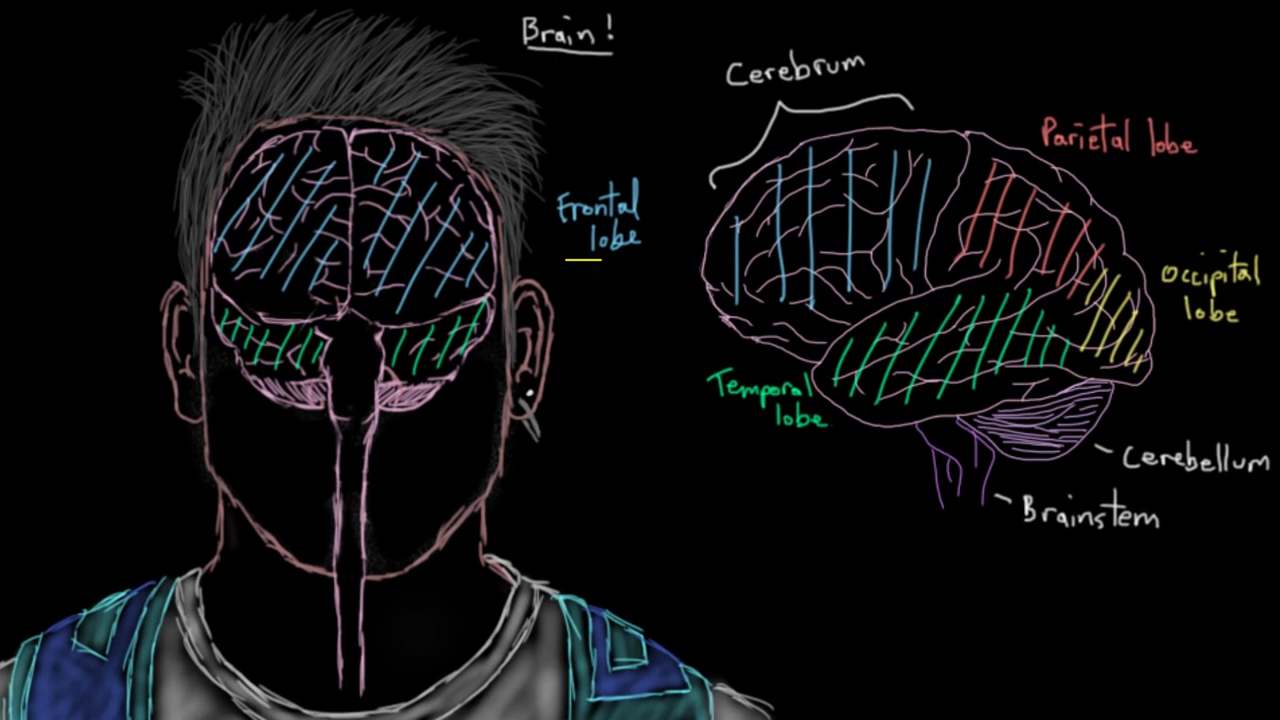 Brain!
Cerebrum
Parietal lobe
Frontal
lobe
Occipital
lobe
Temporal
lobe
Cerebellum
Brainstem